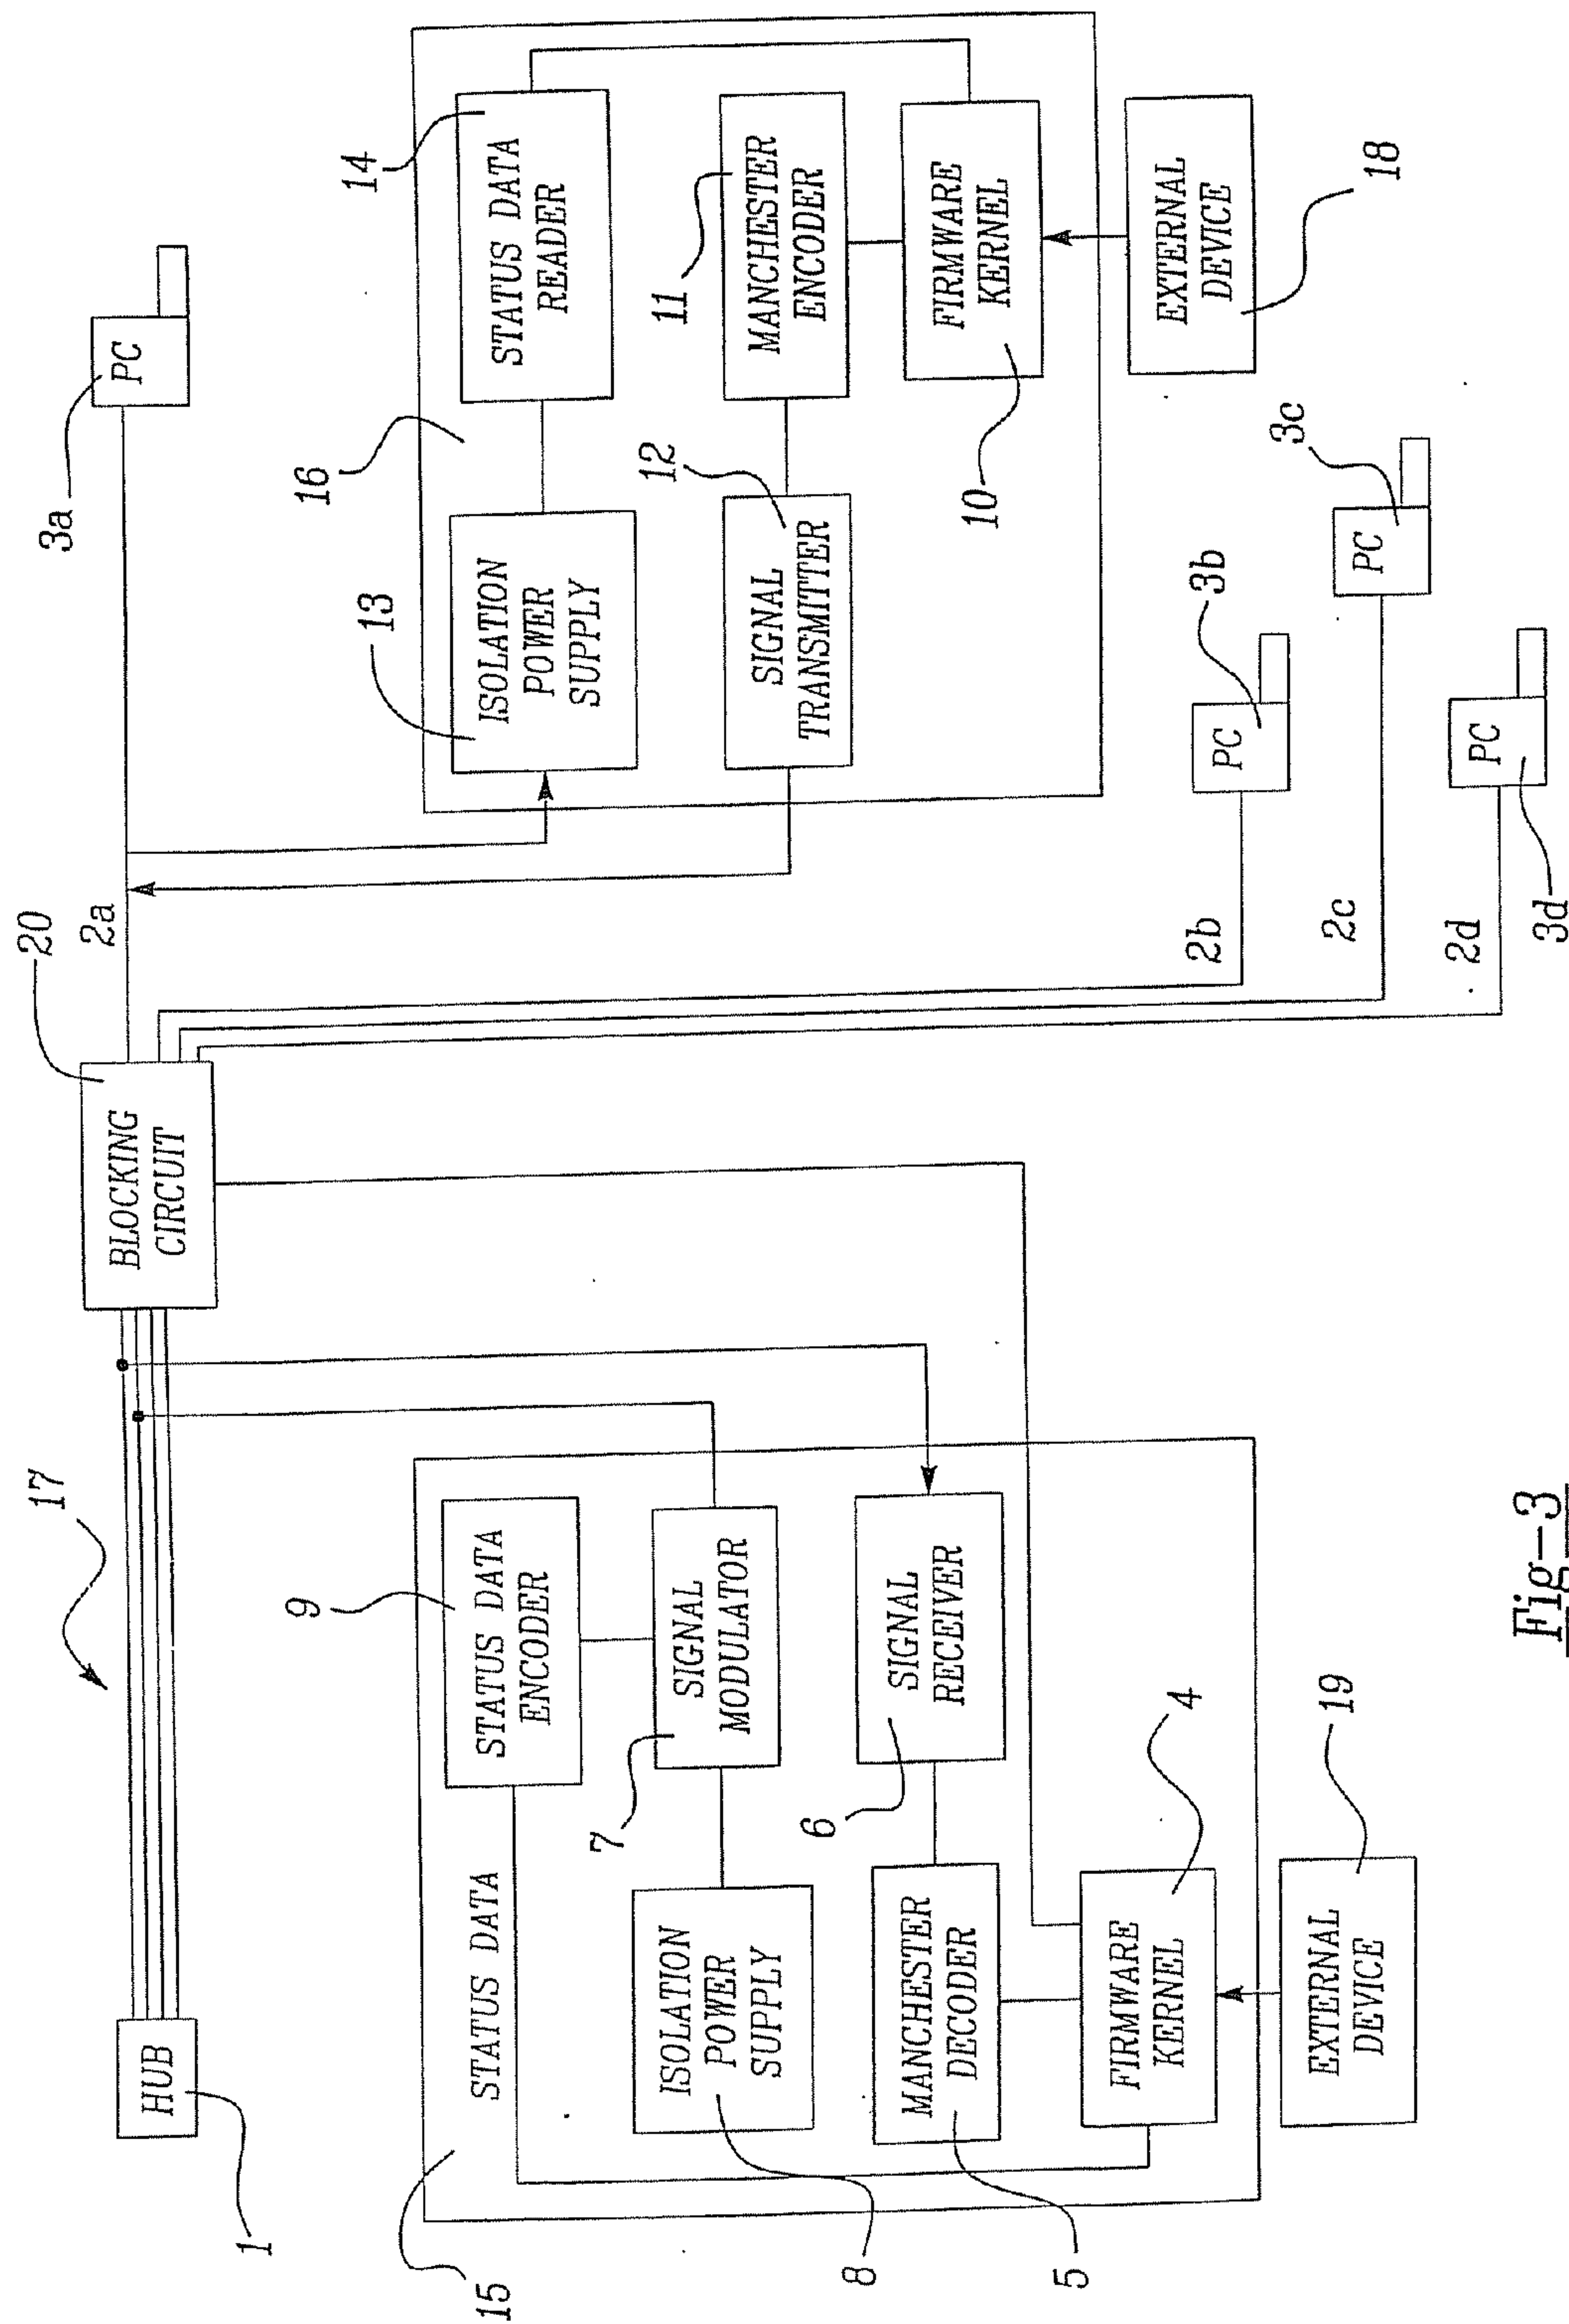 17
HUB
1
BLOCKING
CIRCUIT
20
2a
3a
PC
15
STATUS DATA
STATUS DATA
ENCODER
9
ISOLATION
POWER
SUPPLY
8
SIGNAL
MODULATOR
7
MANCHESTER
DECODER
5
SIGNAL
RECEIVER
6
FIRMWARE
KERNEL
4
EXTERNAL
DEVICE
19
16
ISOLATION
POWER
SUPPLY
13
STATUS DATA
READER
14
SIGNAL
TRANSMITTER
12
MANCHESTER
ENCODER
11
FIRMWARE
KERNEL
10
EXTERNAL
DEVICE
18
2b
PC
3b
2c
PC
3c
2d
PC
3d
Fig-3